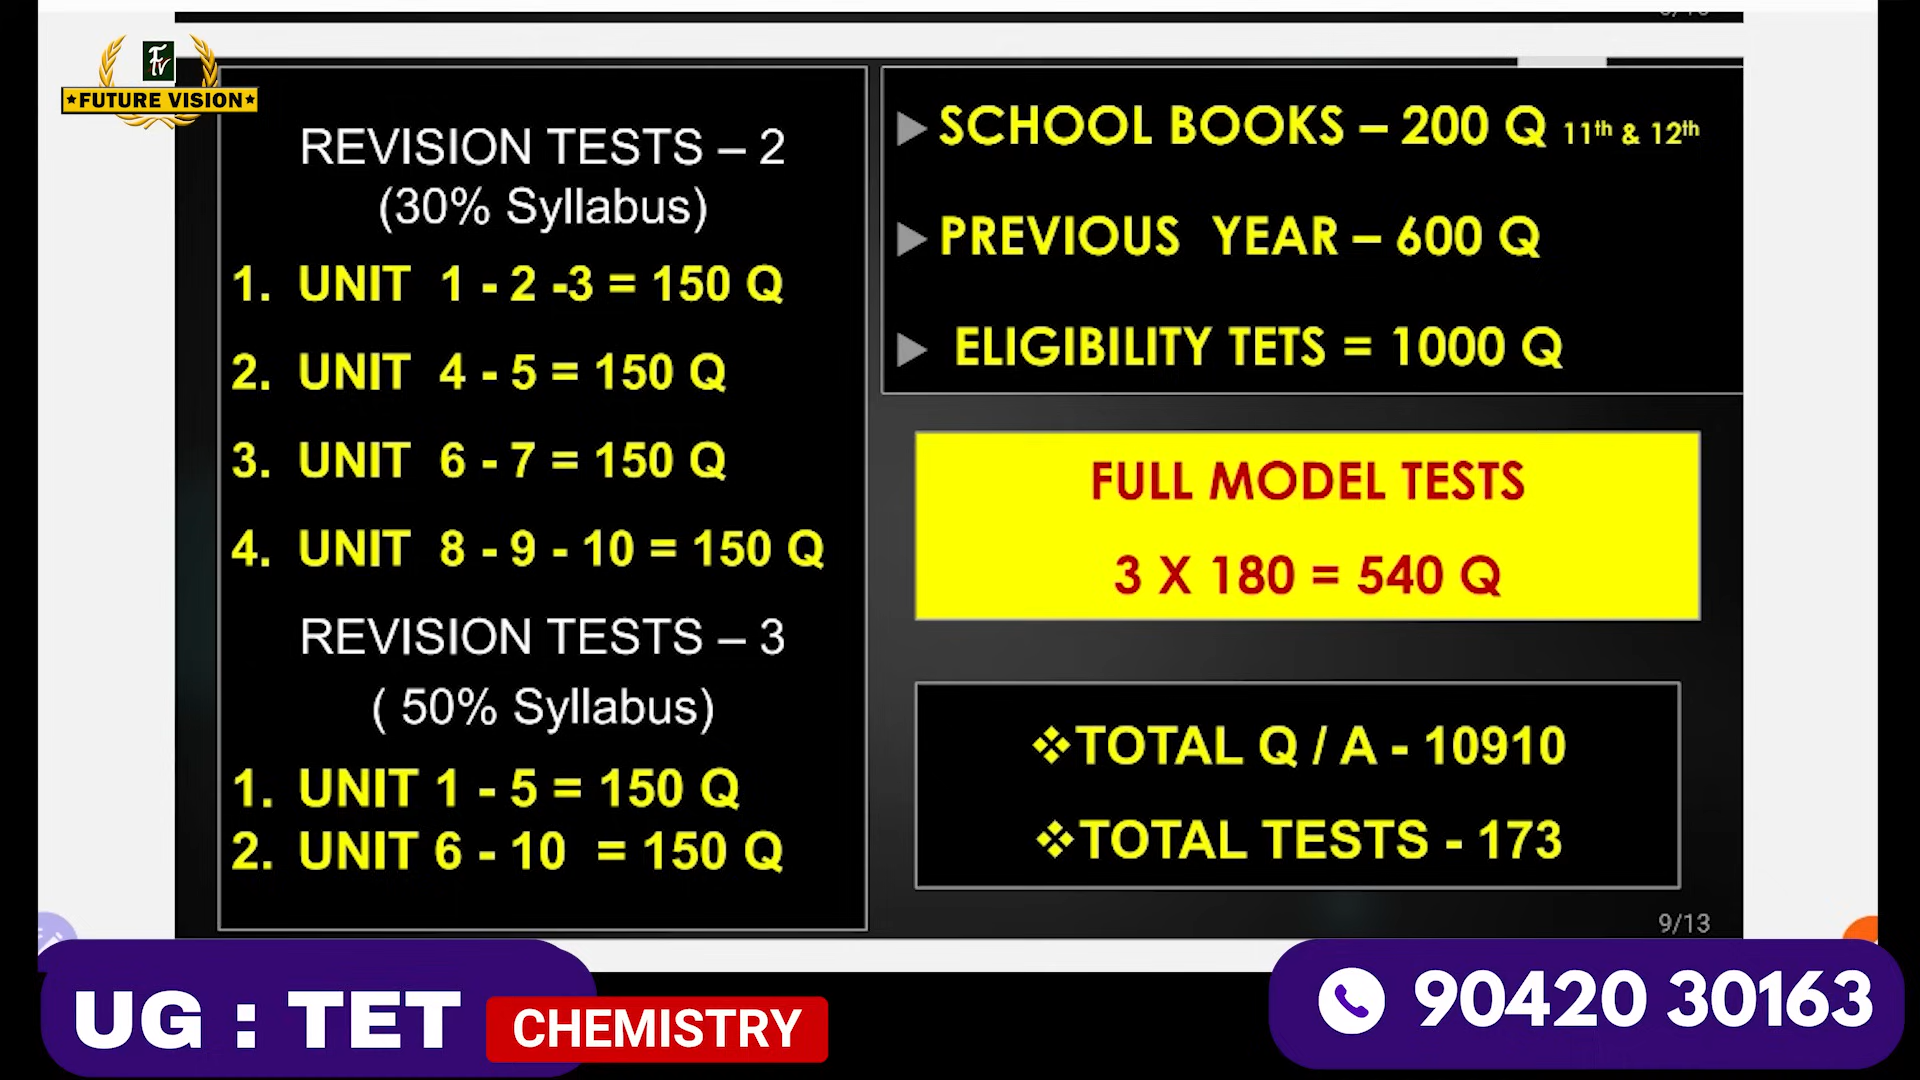 Fv
★FUTURE VISION★
REVISION TESTS – 2
(30% Syllabus)
1. UNIT 1 - 2 -3 = 150 Q
2. UNIT 4 - 5 = 150 Q
3. UNIT 6 - 7 = 150 Q
4. UNIT 8 - 9 - 10 = 150 Q
REVISION TESTS – 3
( 50% Syllabus)
1. UNIT 1 - 5 = 150 Q
2. UNIT 6 - 10 = 150 Q
SCHOOL BOOKS – 200 Q 11th & 12th
PREVIOUS YEAR – 600 Q
ELIGIBILITY TETS = 1000 Q
FULL MODEL TESTS
3 X 180 = 540 Q
❖TOTAL Q / A - 10910
❖TOTAL TESTS - 173
9/13
UG : TET
CHEMISTRY
90420 30163